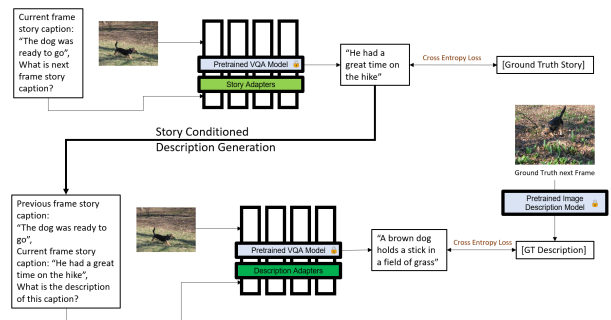 Current frame
story caption:
“The dog was
ready to go”,
What is next
frame story
caption?
Pretrained VQA Model
Story Adapters
“He had a
great time on
the hike”
Cross Entropy Loss
[Ground Truth Story]
Story Conditioned
Description Generation
Ground Truth next Frame
Pretrained Image
Description Model
Previous frame story
caption:
“The dog was ready to
go”,
Current frame story
caption: “He had a great
time on the hike”,
What is the description
of this caption?
Pretrained VQA Model
Description Adapters
“A brown dog
holds a stick in
a field of grass”
Cross Entropy Loss
[GT Description]